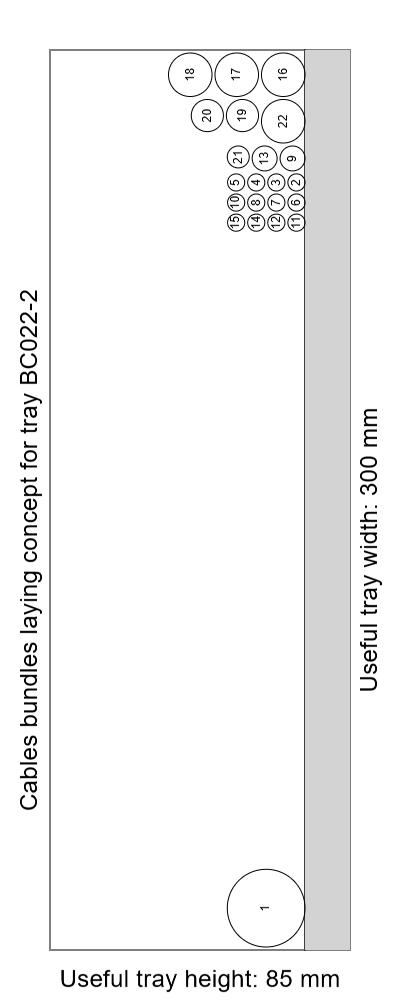 Cables bundles laying concept for tray BC022-2
18 17 16
20 19 22
21 13 9
5 4 3 2
10 8 7 6
15 14 12 11
1
Useful tray width: 300 mm
Useful tray height: 85 mm